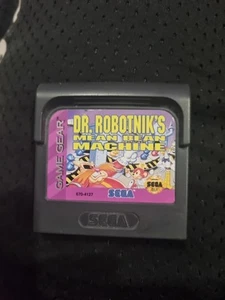 DR. ROBOTNIK'S
MEAN BEAN
MACHINE
GAME GEAR
SEGA
SEGA